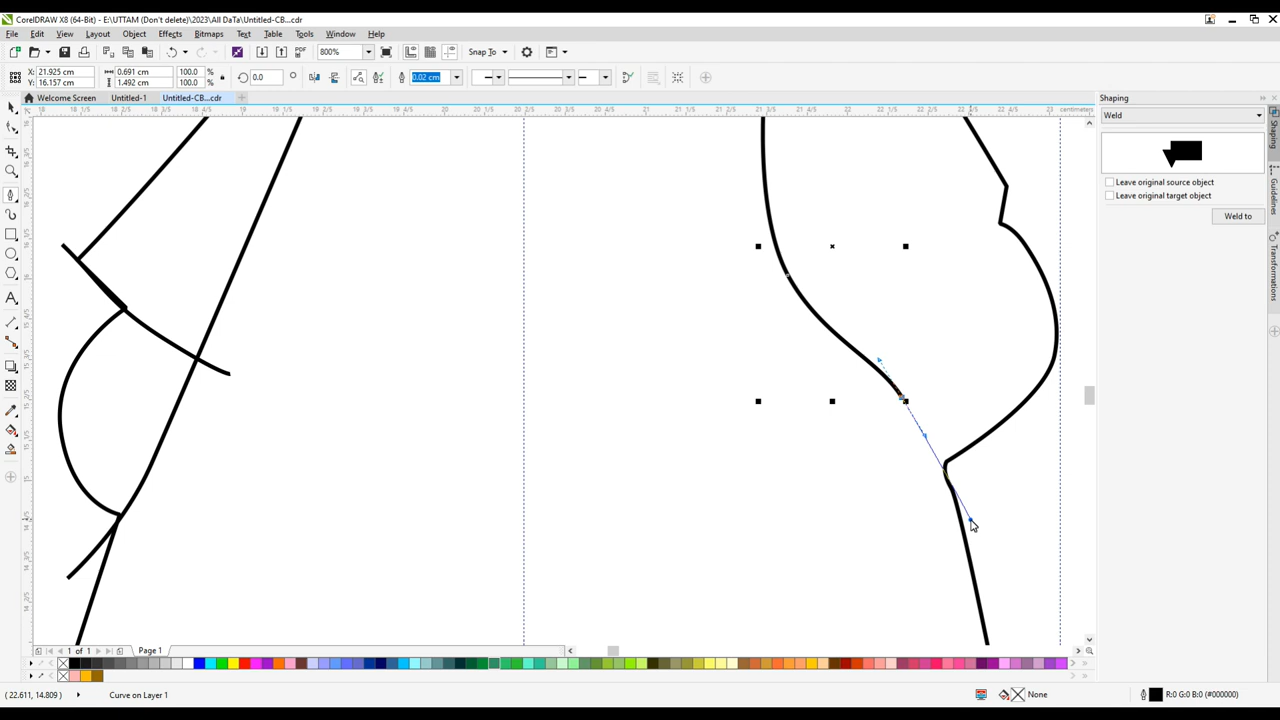 CorelDRAW X8 (64-Bit) - E:\UTTAM (Don't delete)\2023\All DaTa\Untitled-CB...cdr
File Edit View Layout Object Effects Bitmaps Text Table Tools Window Help
800% PDF Snap To
X: 21.925 cm 0.691 cm 100.0 % 0.0 0.02 cm
Y: 16.157 cm 1.492 cm 100.0 %
Welcome Screen Untitled-1 Untitled-CB...cdr
centimeters
Shaping
Weld
Leave original source object
Leave original target object
Weld to
Shaping
Guidelines
Transformations
1 of 1 Page 1
( 22.611, 14.809 ) Curve on Layer 1 None R:0 G:0 B:0 (#000000)